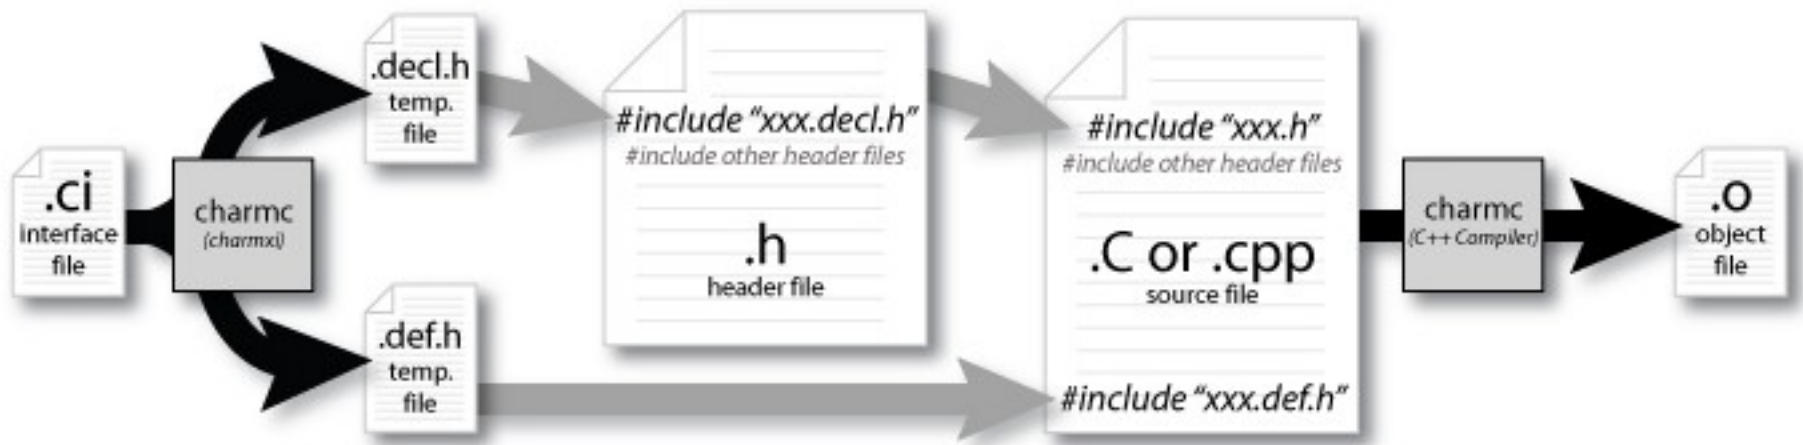 .ci
interface
file
charmc
(charmxi)
.decl.h
temp.
file
.def.h
temp.
file
#include “xxx.decl.h”
#include other header files
.h
header file
#include “xxx.h”
#include other header files
.C or .cpp
source file
#include “xxx.def.h”
charmc
(C++ Compiler)
.o
object
file